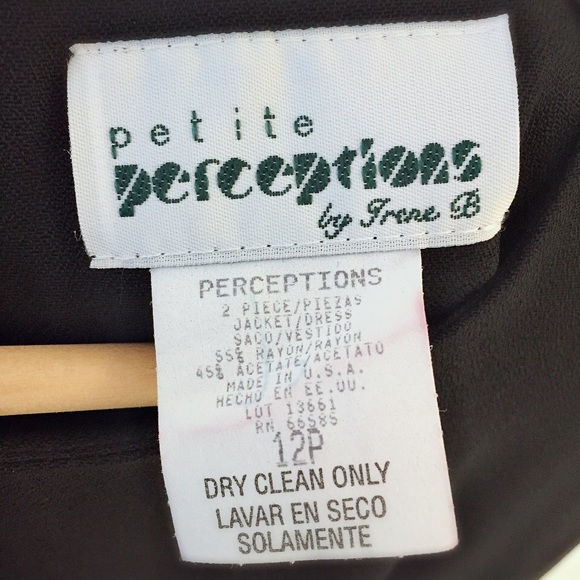 petite
perceptions
by Irene B
PERCEPTIONS
2 PIECE/PIEZAS
JACKET/DRESS
SACO/VESTIDO
55% RAYON/RAYON
45% ACETATE/ACETATO
MADE IN U.S.A.
HECHO EN EE.UU.
LOT 13661
RN 66585
12P
DRY CLEAN ONLY
LAVAR EN SECO
SOLAMENTE